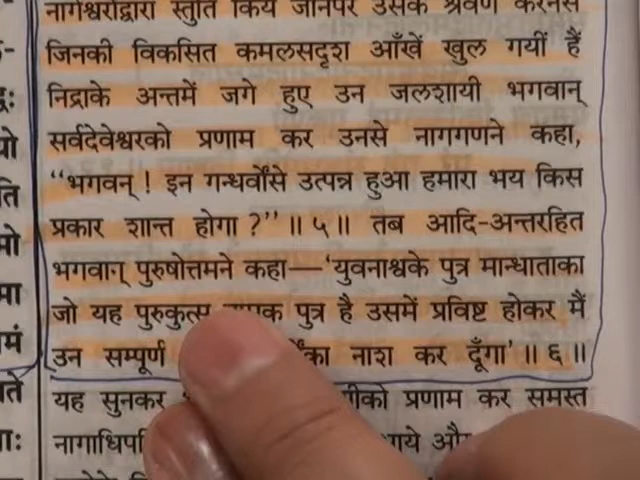 नागेश्वरोंद्वारा स्तुति किये जानेपर उसके श्रवण करनेसे
जिनकी विकसित कमलसदृश आँखें खुल गयीं हैं
निद्राके अन्तमें जगे हुए उन जलशायी भगवान्
सर्वदेवेश्वरको प्रणाम कर उनसे नागगणने कहा,
“भगवन् ! इन गन्धर्वोंसे उत्पन्न हुआ हमारा भय किस
प्रकार शान्त होगा ?” ॥ ५ ॥ तब आदि-अन्तरहित
भगवान् पुरुषोत्तमने कहा—‘युवनाश्वके पुत्र मान्धाताका
जो यह पुरुकुत्स नामक पुत्र है उसमें प्रविष्ट होकर मैं
उन सम्पूर्ण का नाश कर दूँगा’ ॥ ६ ॥
यह सुनकर प्रणाम कर समस्त